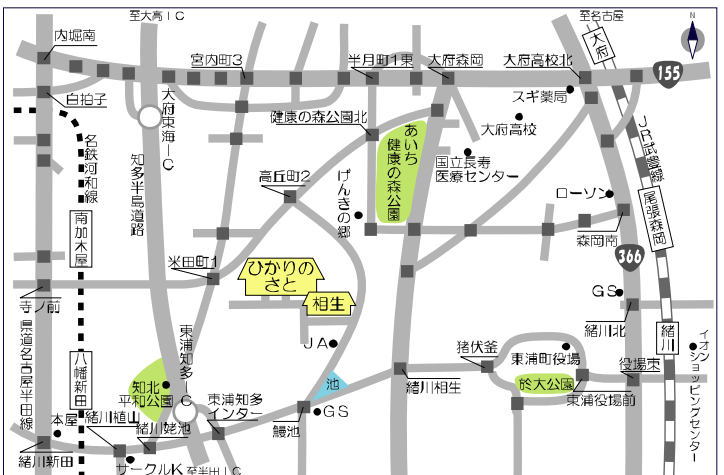 至大高IC
至名古屋
N
内堀南
宮内町3
半月町1東
大府森岡
大府高校北
大府
155
白拍子
大府東海IC
スギ薬局
健康の森公園北
大府高校
JR武豊線
名鉄河和線
知多半島道路
あいち
健康の森公園
国立長寿
医療センター
高丘町2
げんきの郷
ローソン
尾張森岡
南加木屋
森岡南
米田町1
366
ひかりの
さと
相生
GS
寺ノ前
緒川北
県道名古屋半田線
東浦知多IC
JA
猪伏釜
東浦町役場
緒川
イオン
ショッピングセンター
八幡新田
知北
平和公園
池
緒川相生
於大公園
役場東
東浦役場前
本屋
緒川植山
東浦知多
インター
鰻池
GS
緒川新田
緒川姥池
サークルK
至半田IC